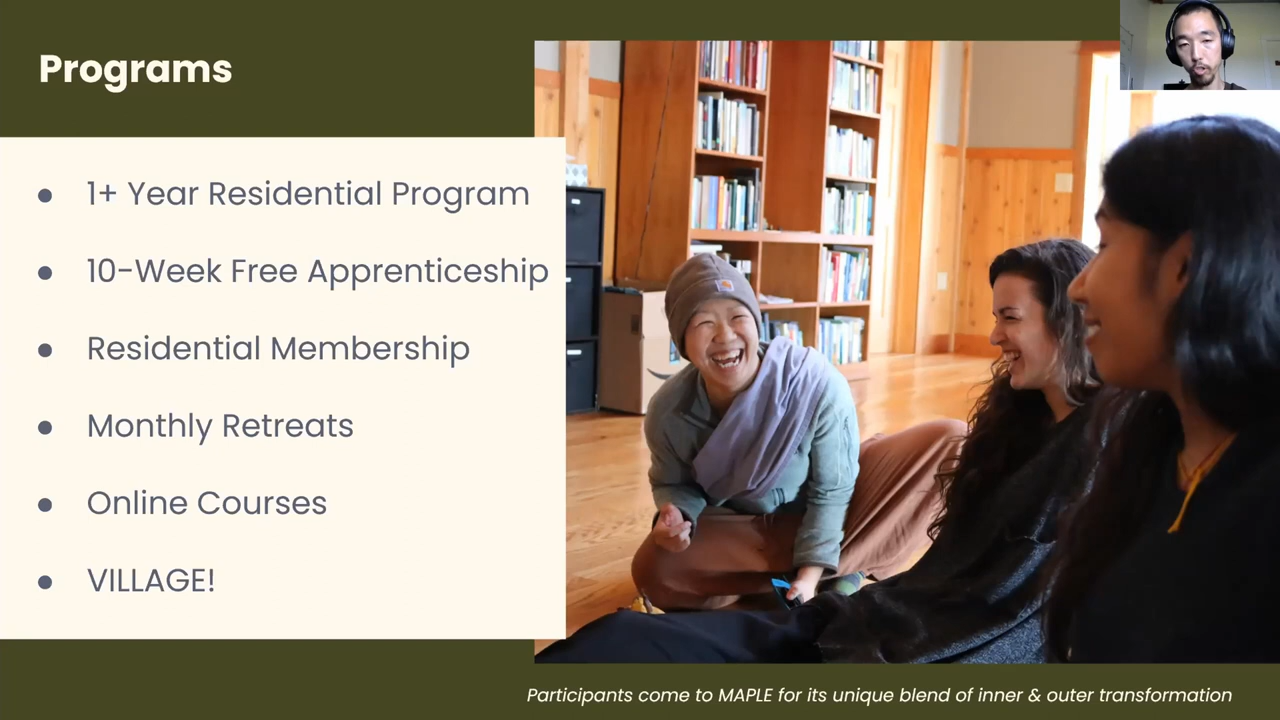 Programs
● 1+ Year Residential Program
● 10-Week Free Apprenticeship
● Residential Membership
● Monthly Retreats
● Online Courses
● VILLAGE!
Participants come to MAPLE for its unique blend of inner & outer transformation